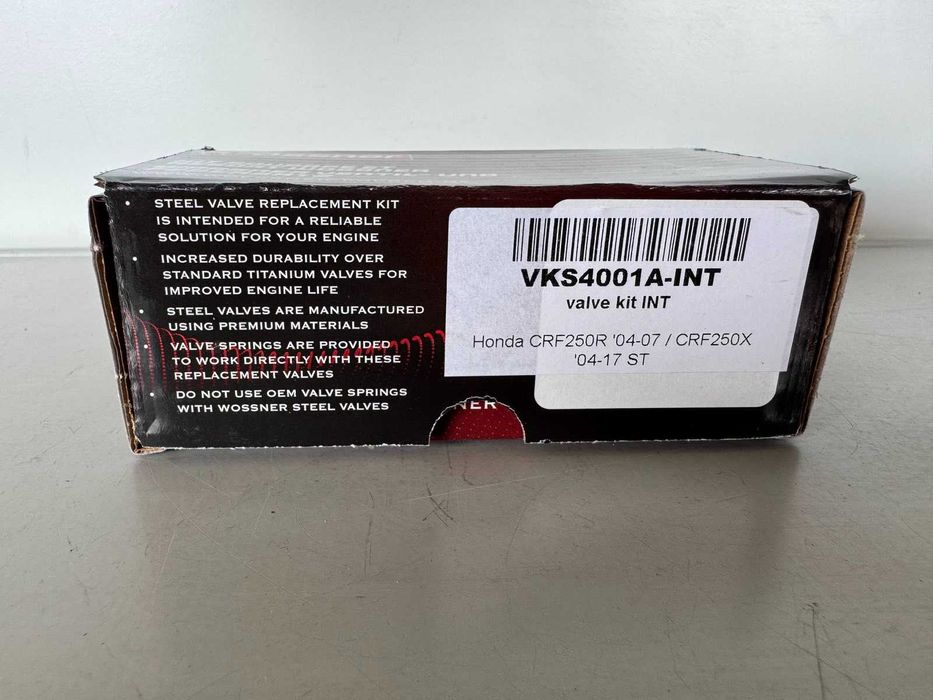 • STEEL VALVE REPLACEMENT KIT
IS INTENDED FOR A RELIABLE
SOLUTION FOR YOUR ENGINE
• INCREASED DURABILITY OVER
STANDARD TITANIUM VALVES FOR
IMPROVED ENGINE LIFE
• STEEL VALVES ARE MANUFACTURED
USING PREMIUM MATERIALS
• VALVE SPRINGS ARE PROVIDED
TO WORK DIRECTLY WITH THESE
REPLACEMENT VALVES
• DO NOT USE OEM VALVE SPRINGS
WITH WOSSNER STEEL VALVES
NER
VKS4001A-INT
valve kit INT
Honda CRF250R '04-07 / CRF250X
'04-17 ST